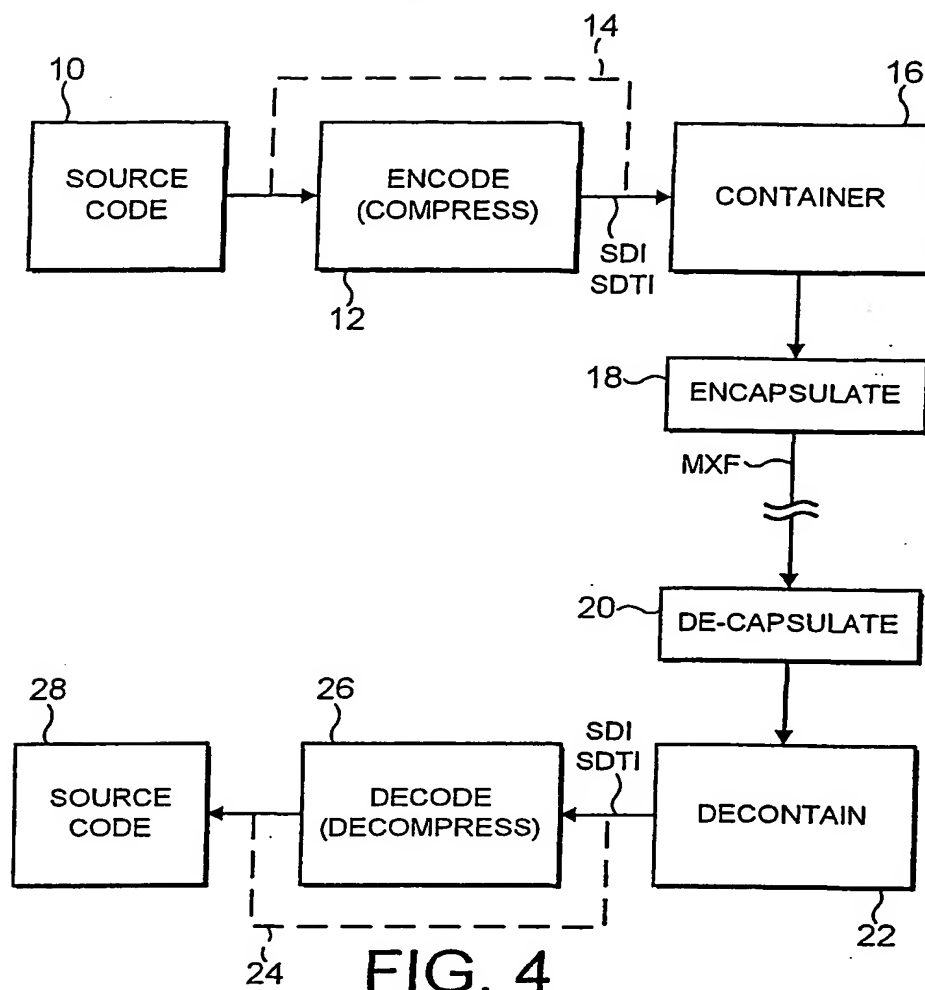 14
10
16
SOURCE
CODE
ENCODE
(COMPRESS)
CONTAINER
SDI
SDTI
12
18
ENCAPSULATE
MXF
20
DE-CAPSULATE
28
26
SDI
SDTI
SOURCE
CODE
DECODE
(DECOMPRESS)
DECONTAIN
24
22
FIG. 4